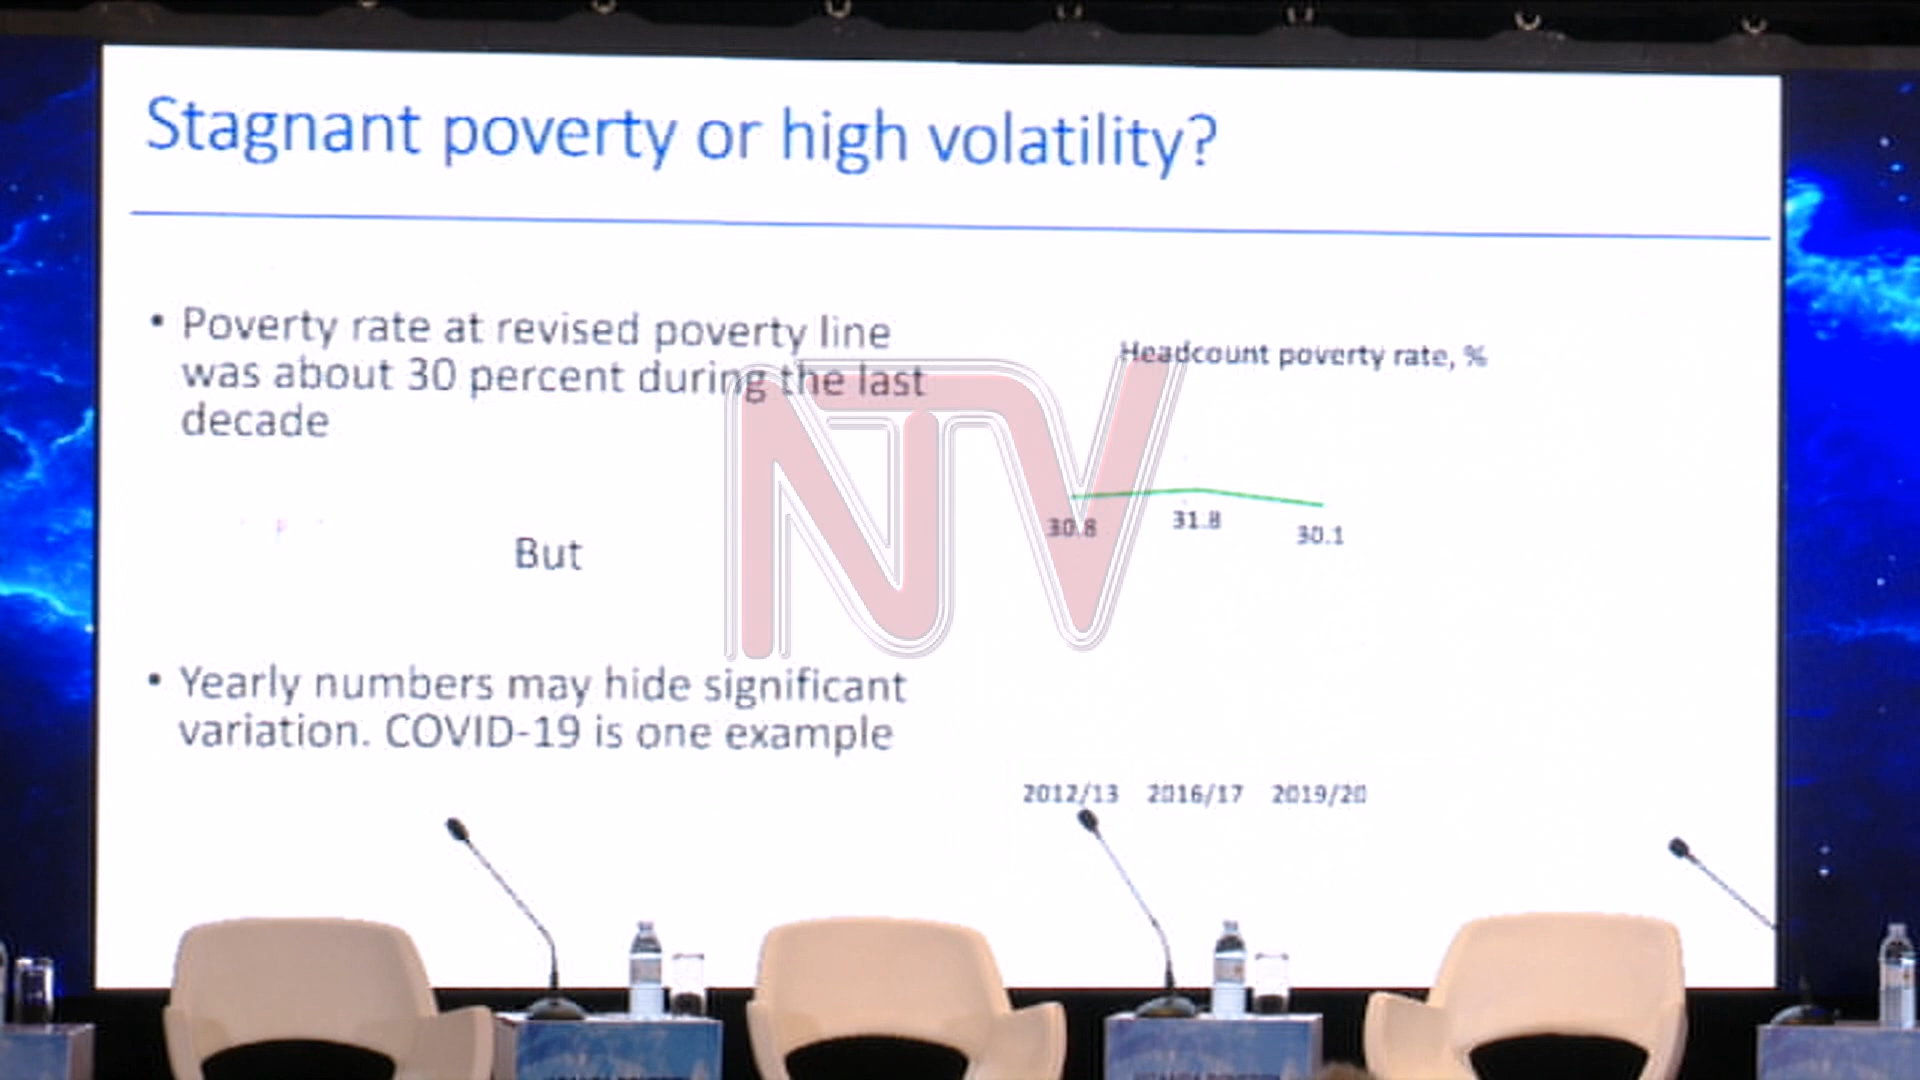 Stagnant poverty or high volatility?
• Poverty rate at revised poverty line
was about 30 percent during the last
decade
But
• Yearly numbers may hide significant
variation. COVID-19 is one example
Headcount poverty rate, %
30.8
31.8
30.1
2012/13 2016/17 2019/20
NTV